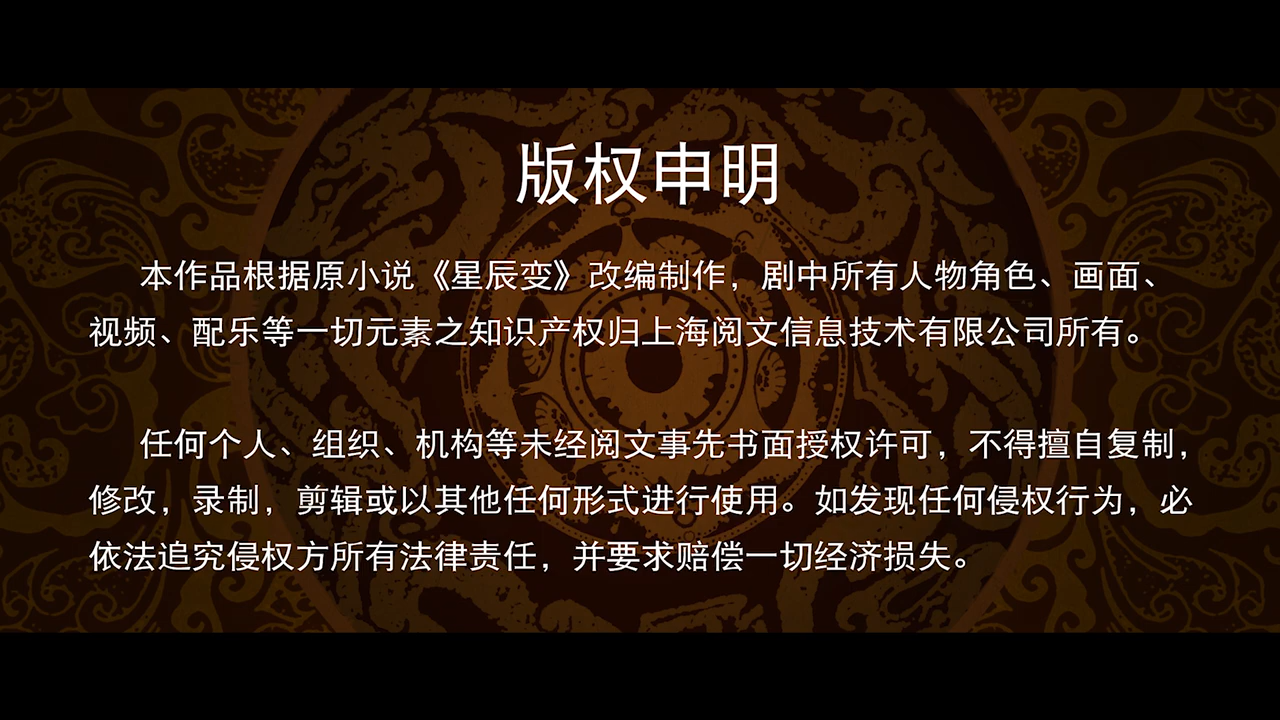 版权申明
本作品根据原小说《星辰变》改编制作，剧中所有人物角色、画面、
视频、配乐等一切元素之知识产权归上海阅文信息技术有限公司所有。
任何个人、组织、机构等未经阅文事先书面授权许可，不得擅自复制，
修改，录制，剪辑或以其他任何形式进行使用。如发现任何侵权行为，必
依法追究侵权方所有法律责任，并要求赔偿一切经济损失。